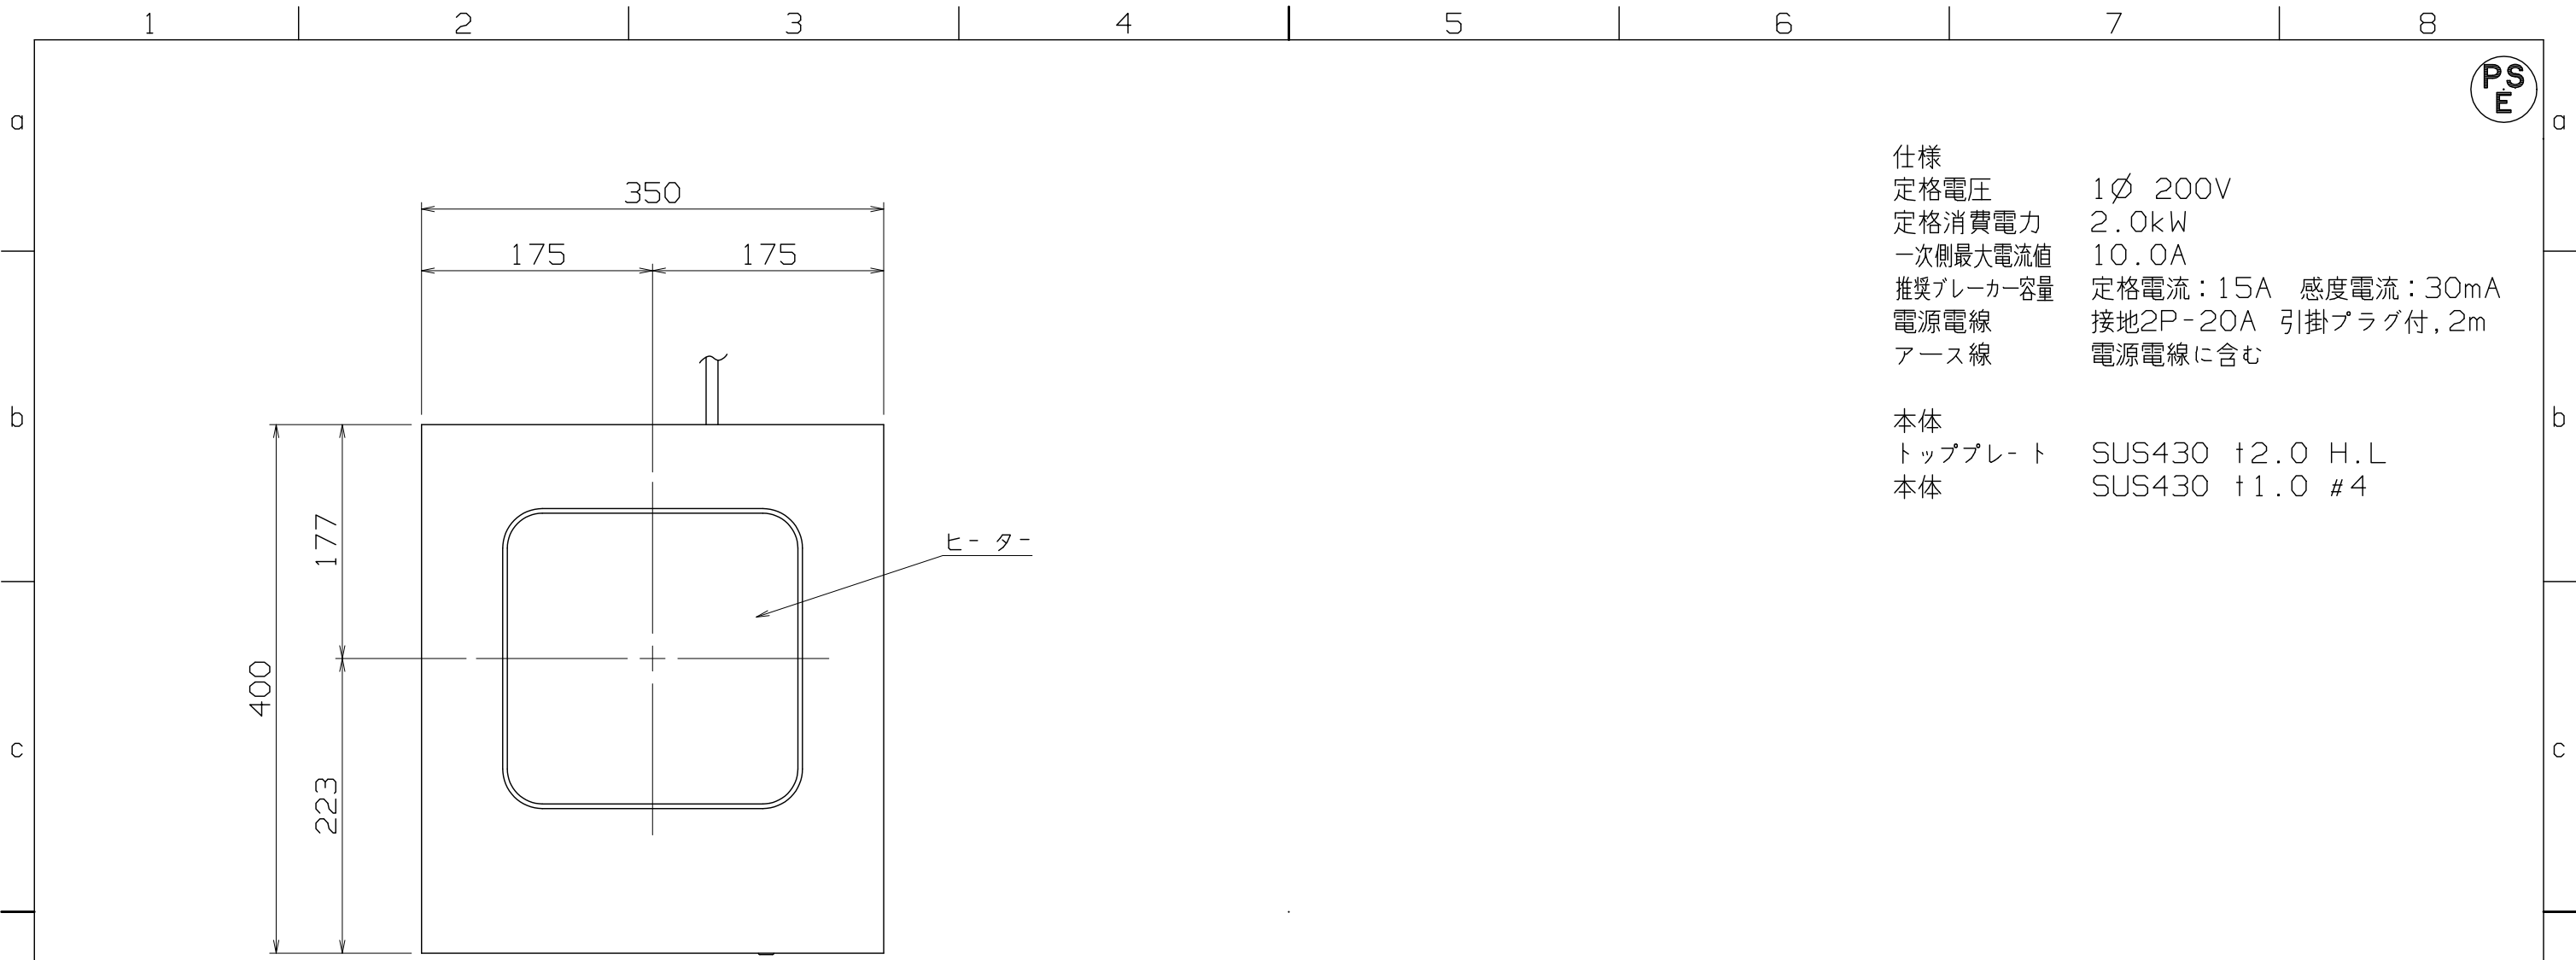 1 2 3 4 5 6 7 8
PS
E
a a
仕様
定格電圧 1Ø 200V
定格消費電力 2.0kW
一次側最大電流値 10.0A
推奨ブレーカー容量 定格電流：15A 感度電流：30mA
電源電線 接地2P-20A 引掛プラグ付,2m
アース線 電源電線に含む
350
175 175
b b
本体
トッププレート SUS430 t2.0 H.L
本体 SUS430 t1.0 #4
177
ヒーター
400
c c
223